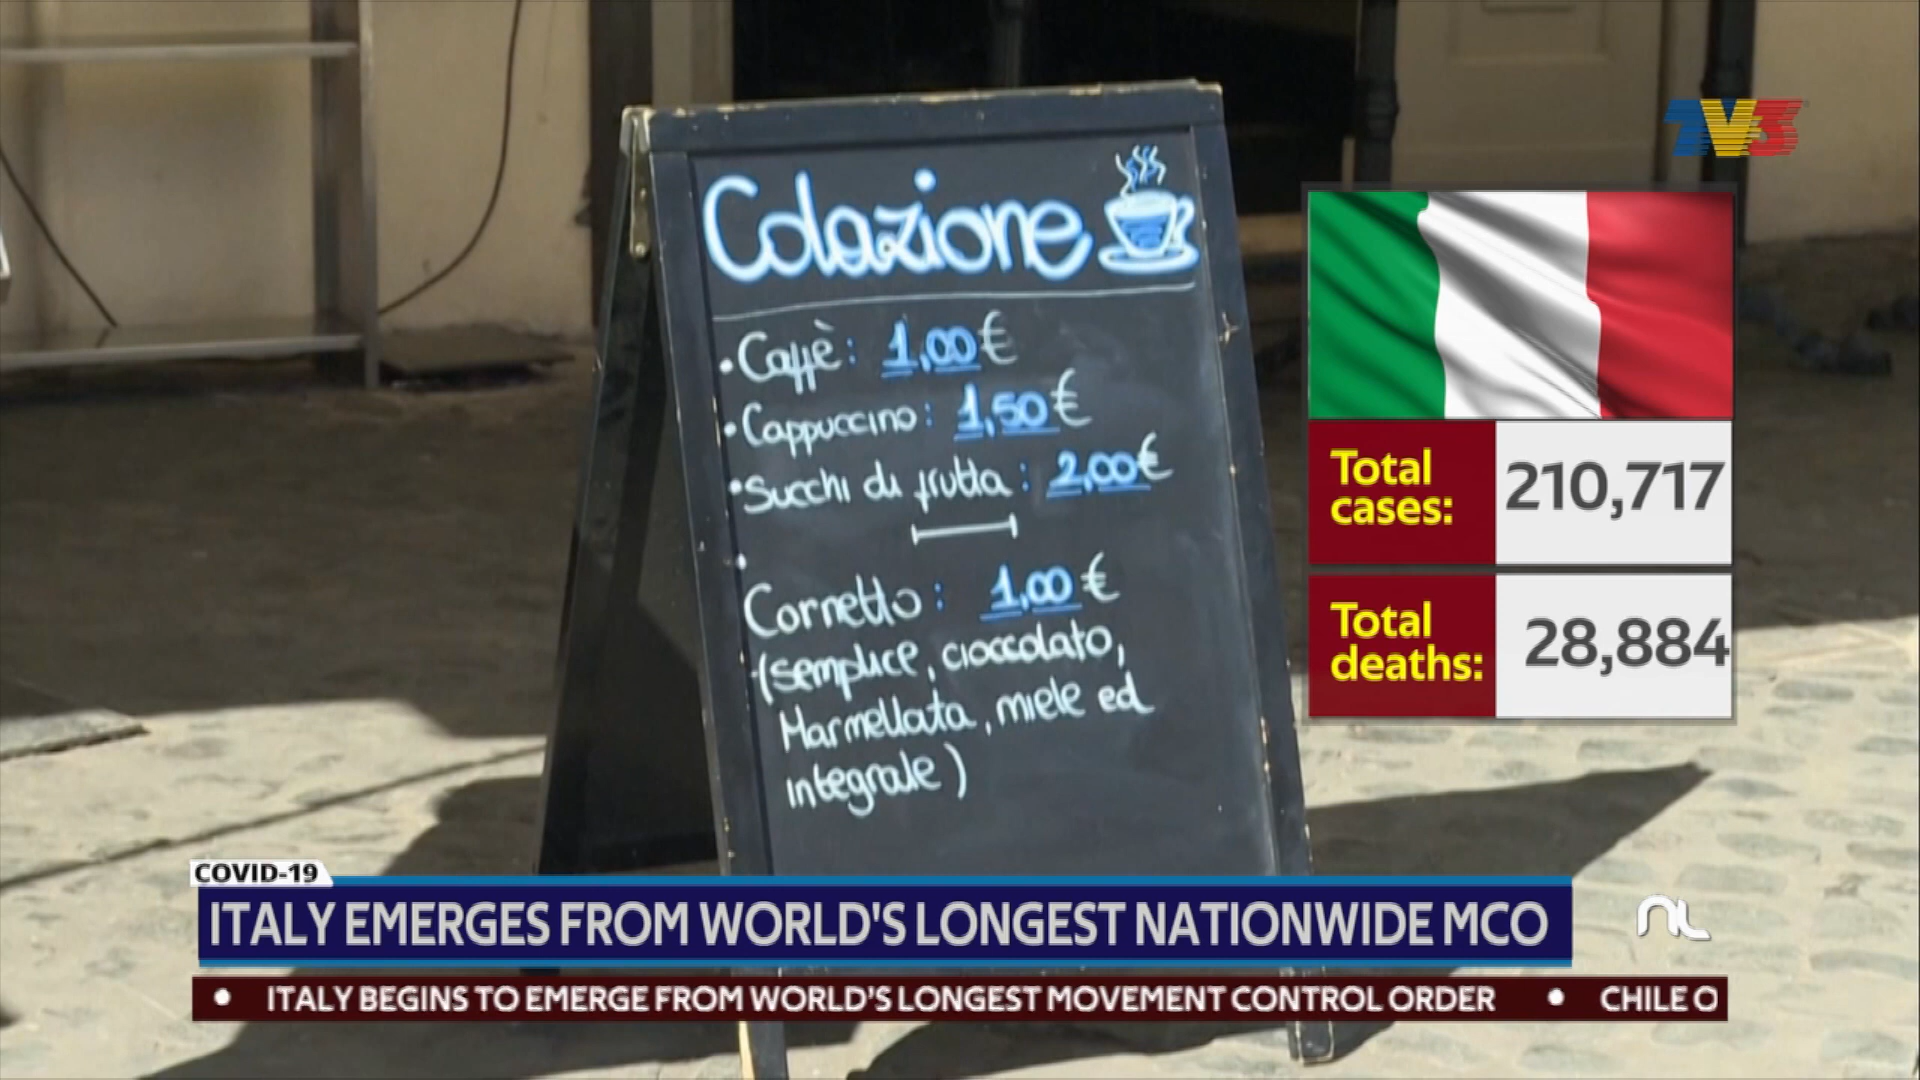 TV3
Colazione
• Caffè: 1,00 €
• Cappuccino: 1,50 €
• Succhi di frutta: 2,00 €
• Cornetto: 1,00 €
(semplice, cioccolato,
Marmellata, miele ed
integrale)
Total
cases:
210,717
Total
deaths:
28,884
COVID-19
ITALY EMERGES FROM WORLD'S LONGEST NATIONWIDE MCO
NL
• ITALY BEGINS TO EMERGE FROM WORLD'S LONGEST MOVEMENT CONTROL ORDER • CHILE O